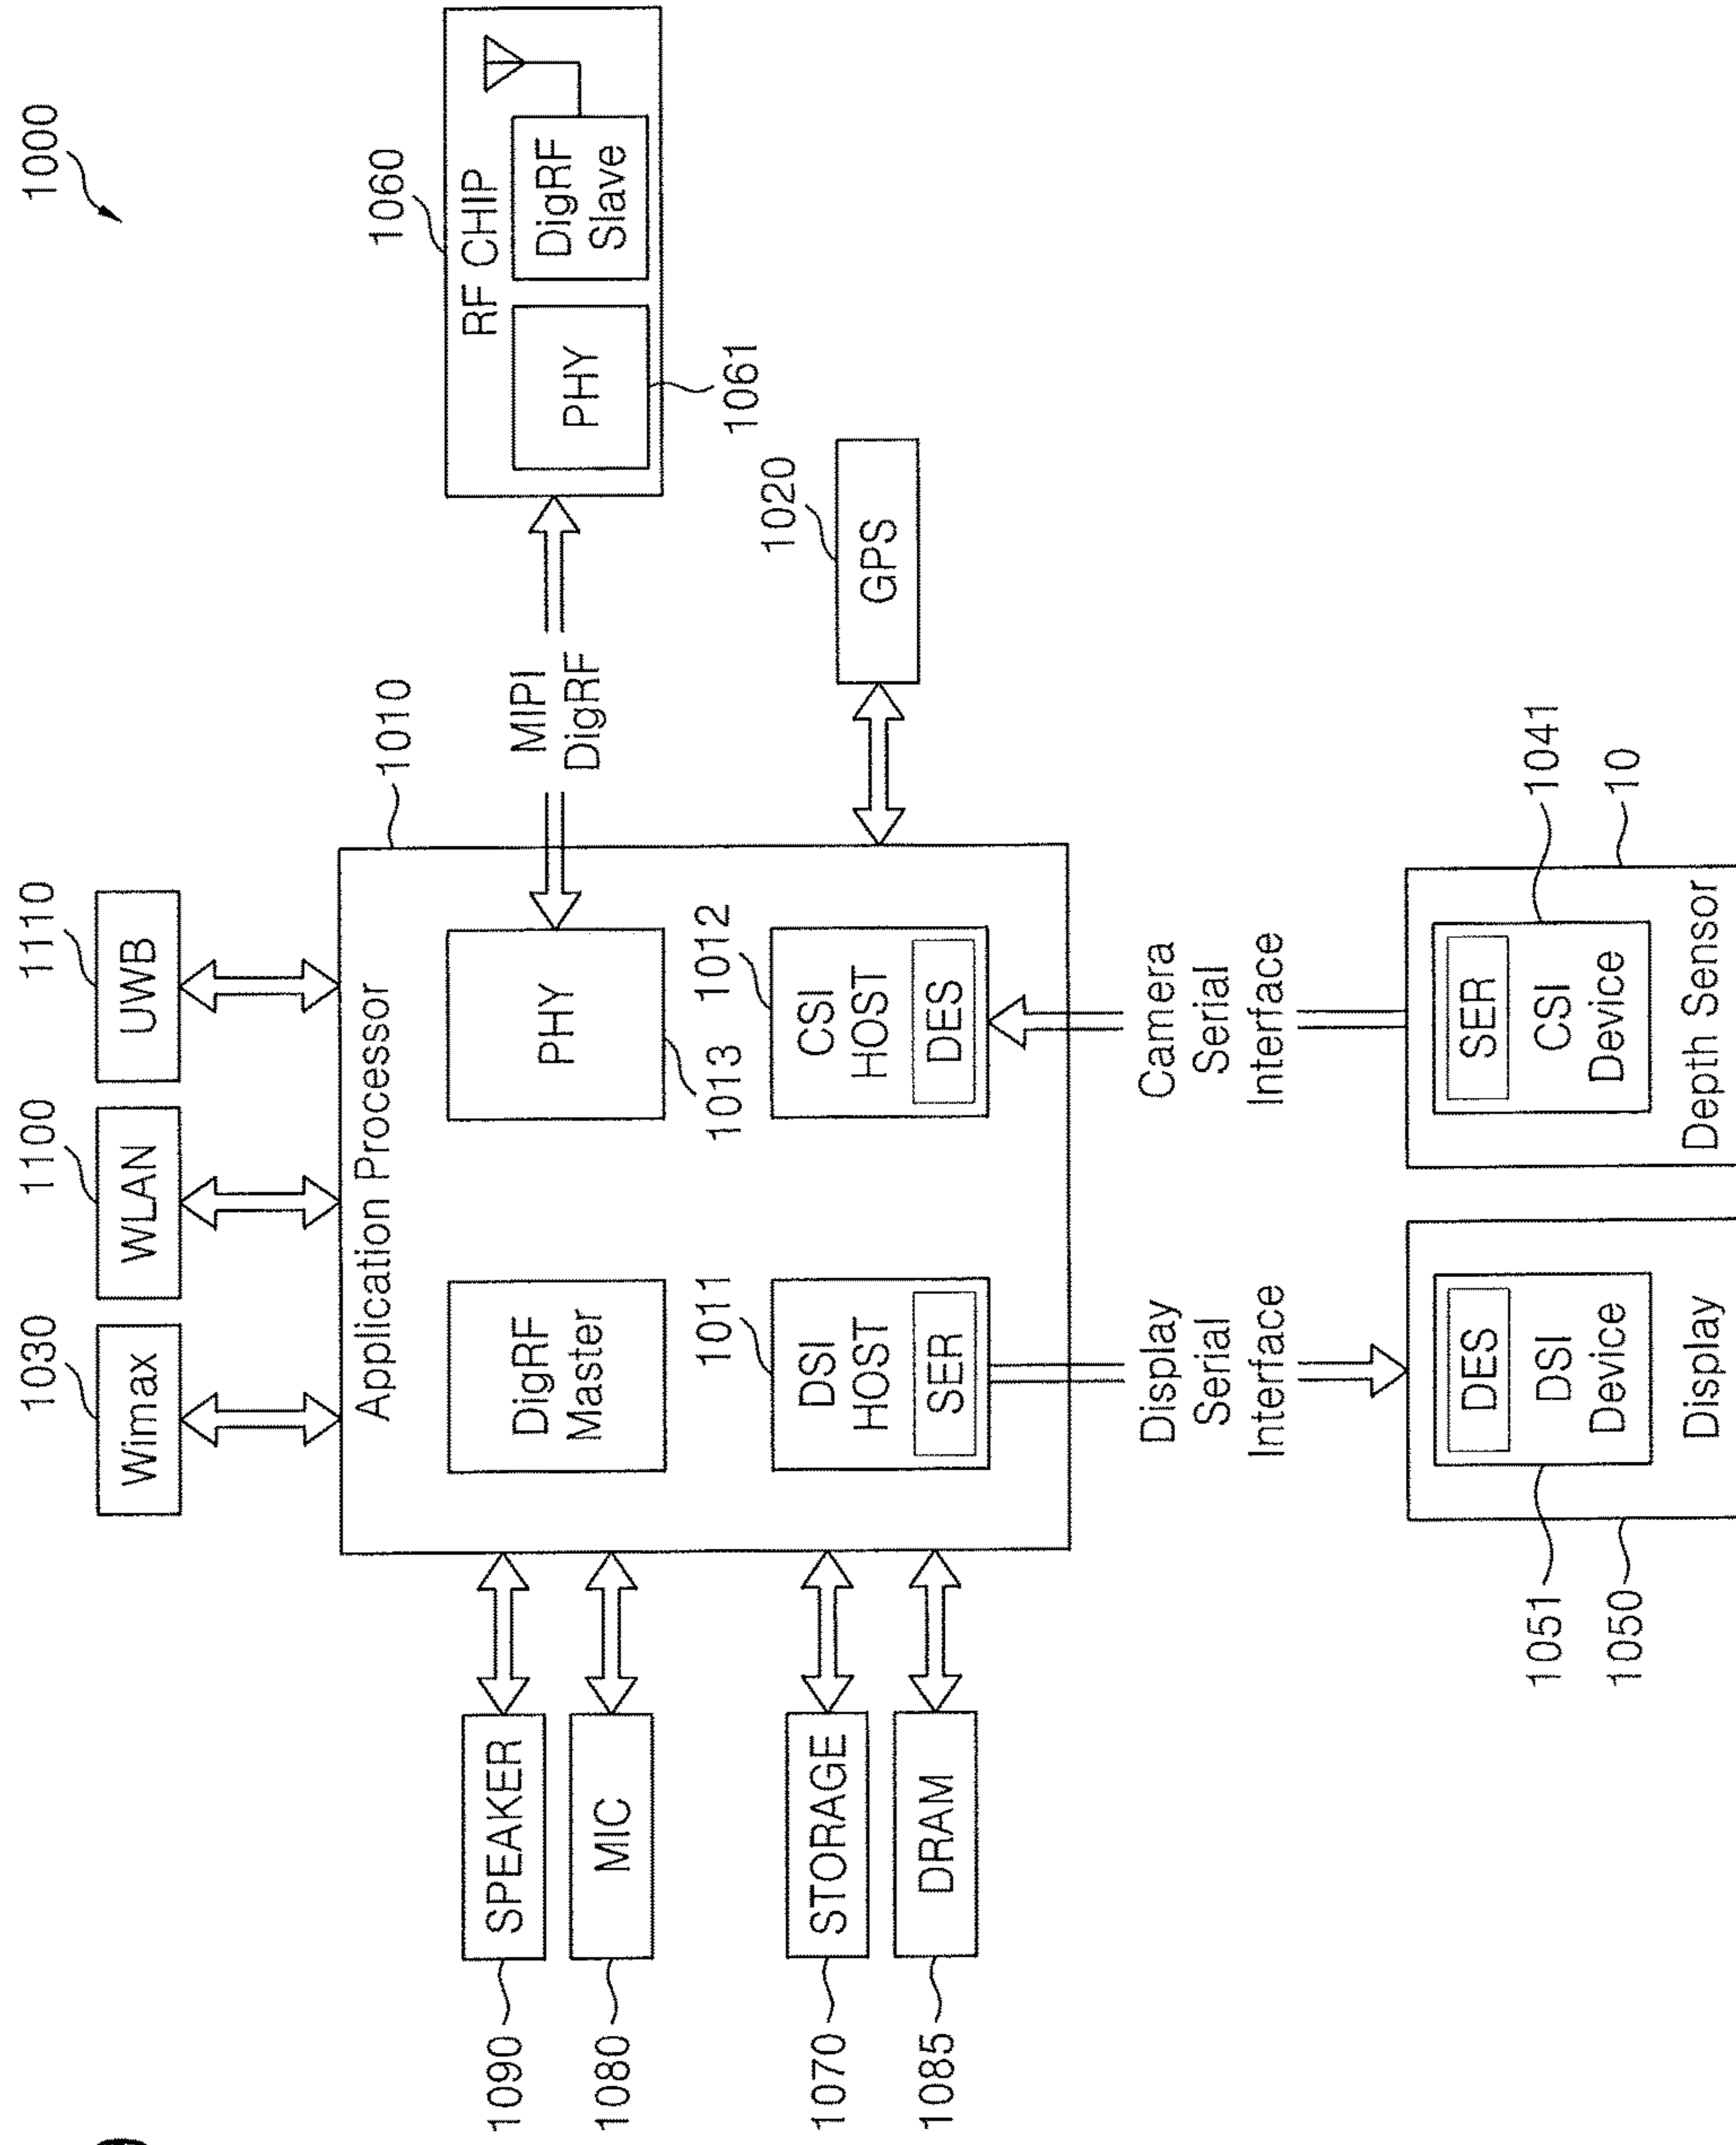 1000
1030
1100
1110
Wimax
WLAN
UWB
1010
Application Processor
1060
RF CHIP
1090
SPEAKER
DigRF
Master
PHY
MIPI
DigRF
PHY
DigRF
Slave
1080
MIC
1013
1061
1011
1012
1020
1070
STORAGE
DSI
HOST
SER
CSI
HOST
DES
GPS
1085
DRAM
Display
Serial
Interface
Camera
Serial
Interface
1051
DES
DSI
Device
SER
CSI
Device
1041
1050
Display
Depth Sensor
10